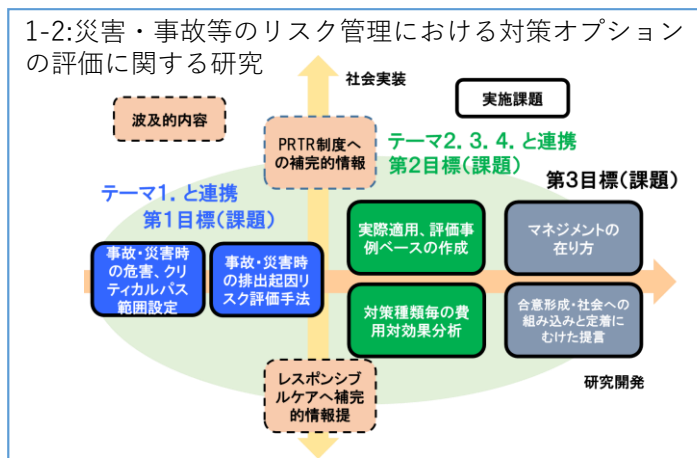 1-2:災害・事故等のリスク管理における対策オプション
の評価に関する研究
社会実装
実施課題
波及的内容
PRTR制度へ
の補完的情報
テーマ2. 3. 4. と連携
第2目標(課題)
第3目標(課題)
テーマ1. と連携
第1目標(課題)
事故・災害時
の危害、クリ
ティカルパス
範囲設定
事故・災害時
の排出起因リ
スク評価手法
実際適用、評価事
例ベースの作成
マネジメントの
在り方
対策種類毎の費
用対効果分析
合意形成・社会への
組み込みと定着に
むけた提言
レスポンシブ
ルケアへ補完
的情報提
研究開発